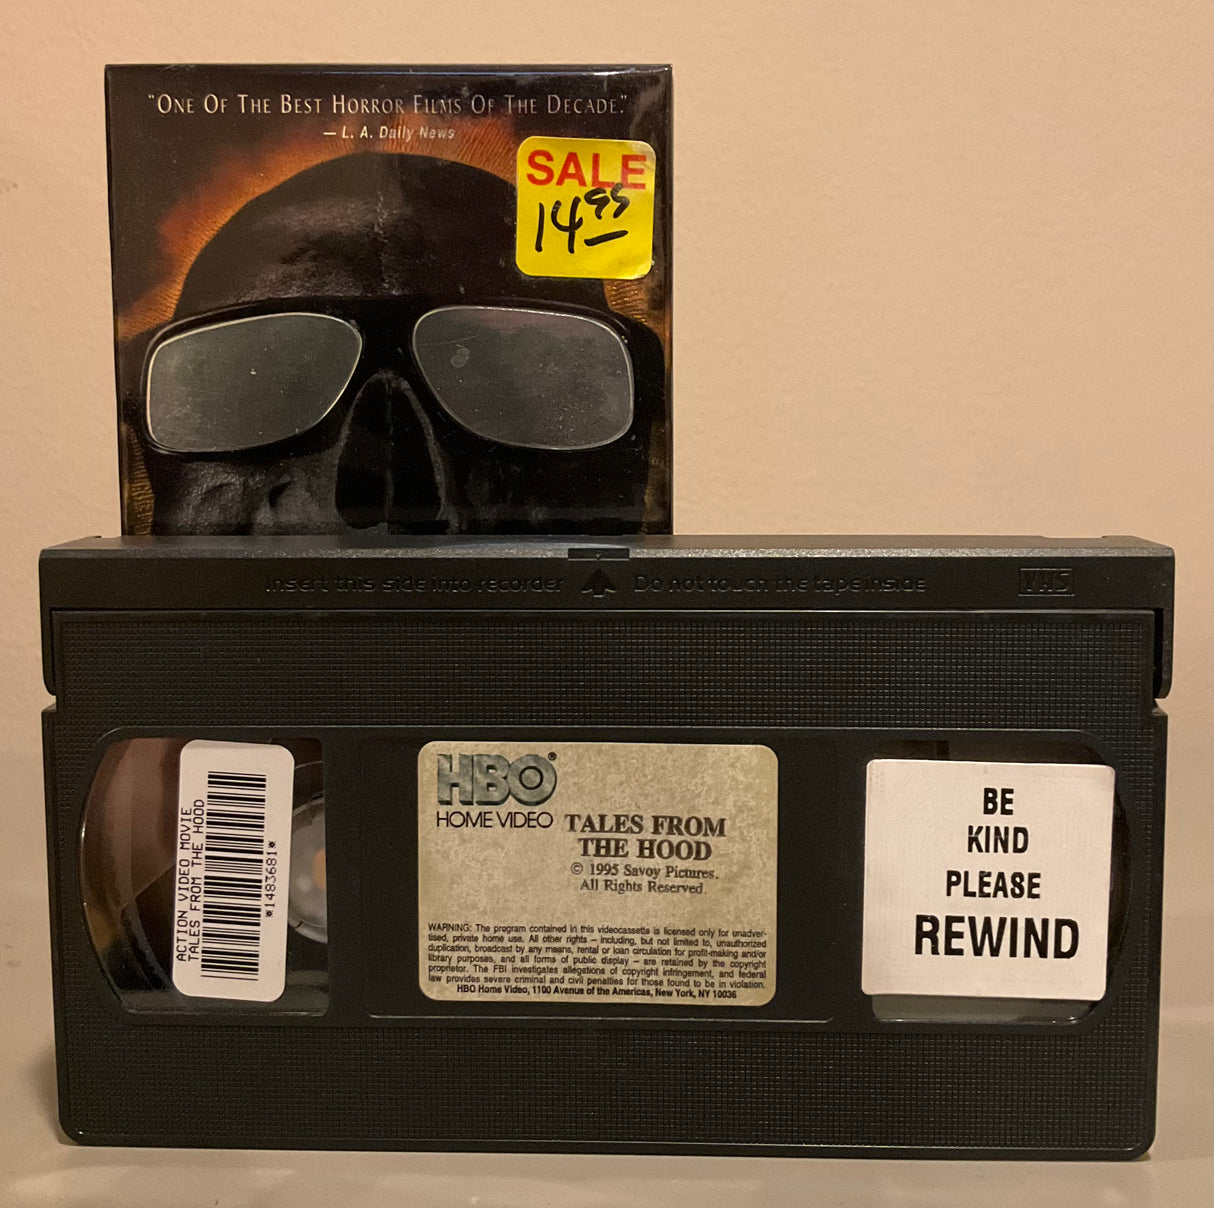 "ONE OF THE BEST HORROR FILMS OF THE DECADE."
— L. A. Daily News
SALE
14.95
Insert this side into recorder Do not touch the tape inside VHS
ACTION VIDEO MOVIE
TALES FROM THE HOOD
*1483681*
HBO®
HOME VIDEO
TALES FROM
THE HOOD
© 1995 Savoy Pictures.
All Rights Reserved.
WARNING: The program contained in this videocassette is licensed only for unadver-
tised, private home use. All other rights – including, but not limited to, unauthorized
duplication, broadcast by any means, rental or loan circulation for profit-making and/or
library purposes, and all forms of public display – are retained by the copyright
proprietor. The FBI investigates allegations of copyright infringement, and federal
law provides severe criminal and civil penalties for those found to be in violation.
HBO Home Video, 1100 Avenue of the Americas, New York, NY 10036
BE
KIND
PLEASE
REWIND